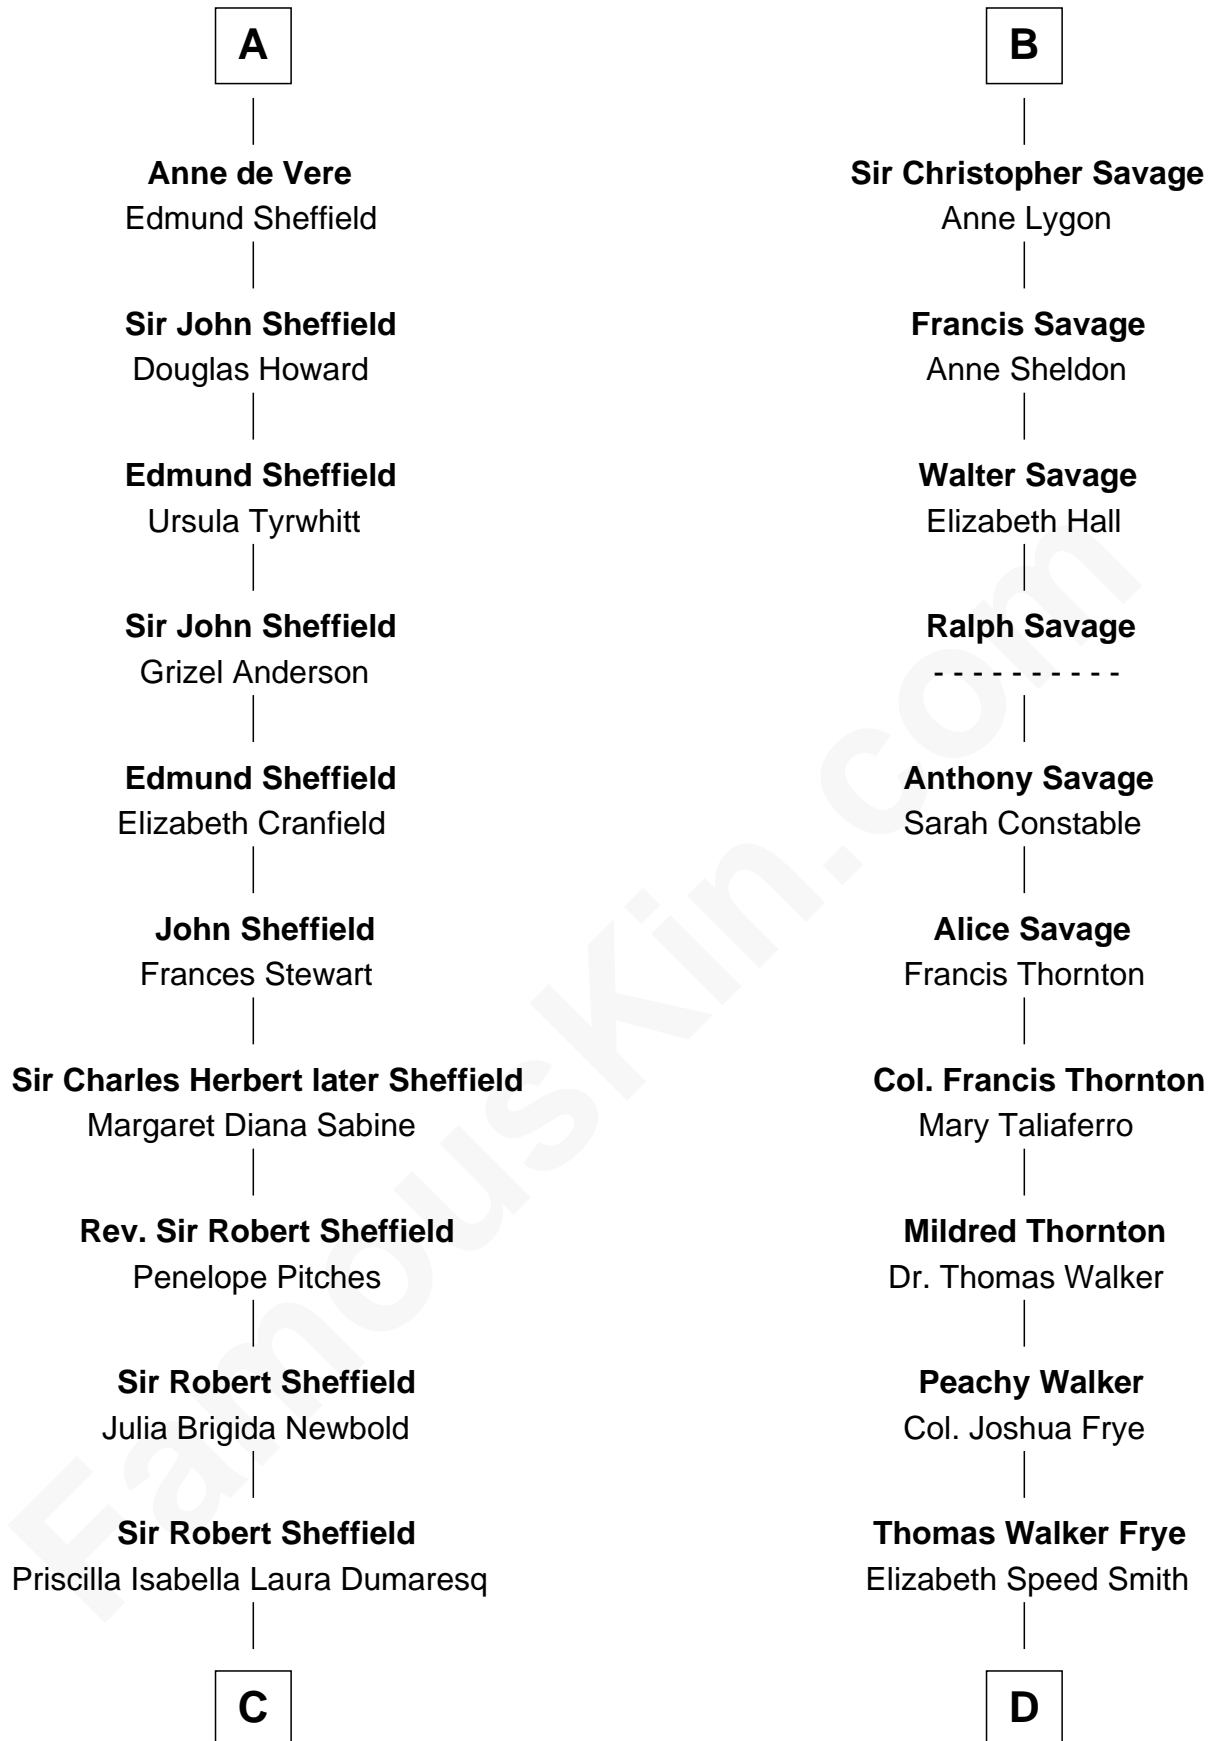 A
Anne de Vere
Edmund Sheffield
Sir John Sheffield
Douglas Howard
Edmund Sheffield
Ursula Tyrwhitt
Sir John Sheffield
Grizel Anderson
Edmund Sheffield
Elizabeth Cranfield
John Sheffield
Frances Stewart
Sir Charles Herbert later Sheffield
Margaret Diana Sabine
Rev. Sir Robert Sheffield
Penelope Pitches
Sir Robert Sheffield
Julia Brigida Newbold
Sir Robert Sheffield
Priscilla Isabella Laura Dumaresq
C
B
Sir Christopher Savage
Anne Lygon
Francis Savage
Anne Sheldon
Walter Savage
Elizabeth Hall
Ralph Savage
- - - - - - - - - -
Anthony Savage
Sarah Constable
Alice Savage
Francis Thornton
Col. Francis Thornton
Mary Taliaferro
Mildred Thornton
Dr. Thomas Walker
Peachy Walker
Col. Joshua Frye
Thomas Walker Frye
Elizabeth Speed Smith
D
FamousKin.com